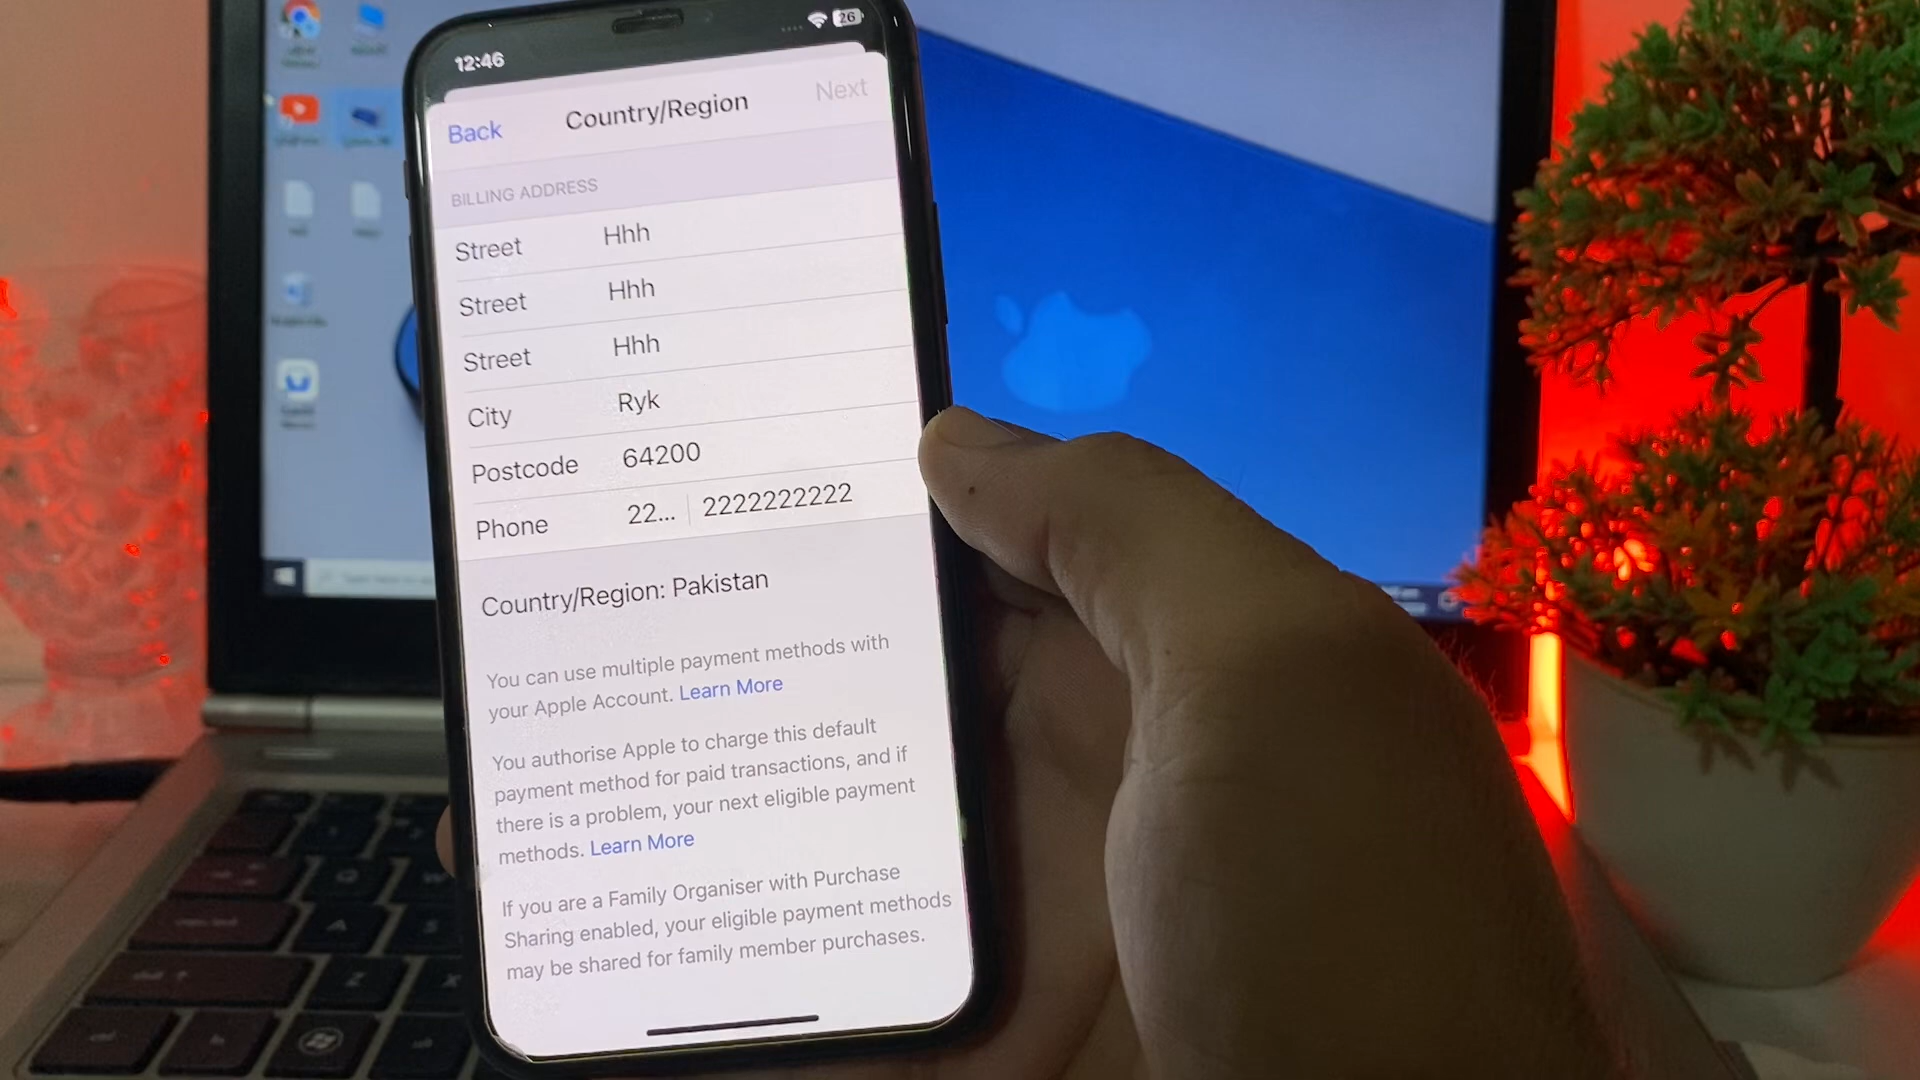 12:46
26
Back
Country/Region
Next
BILLING ADDRESS
Street Hhh
Street Hhh
Street Hhh
City Ryk
Postcode 64200
Phone 22... 2222222222
Country/Region: Pakistan
You can use multiple payment methods with
your Apple Account. Learn More
You authorise Apple to charge this default
payment method for paid transactions, and if
there is a problem, your next eligible payment
methods. Learn More
If you are a Family Organiser with Purchase
Sharing enabled, your eligible payment methods
may be shared for family member purchases.